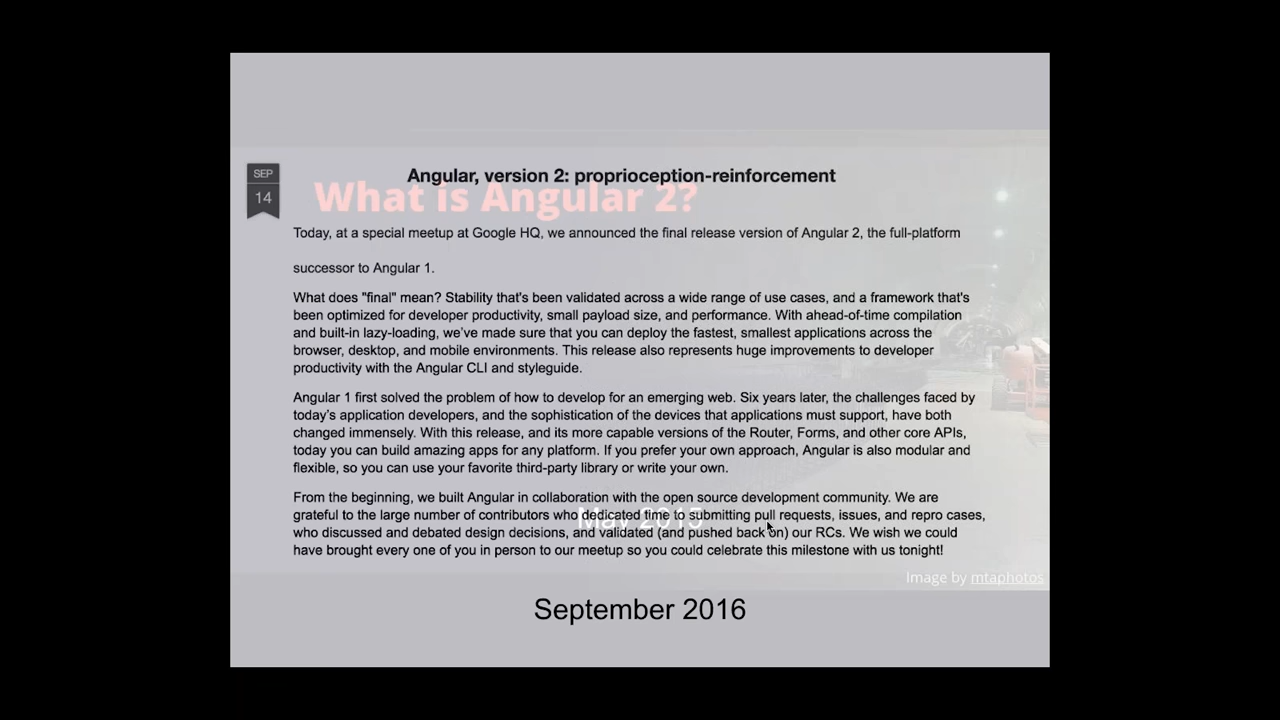 SEP
14
Angular, version 2: proprioception-reinforcement
What is Angular 2?
Today, at a special meetup at Google HQ, we announced the final release version of Angular 2, the full-platform
successor to Angular 1.
What does "final" mean? Stability that's been validated across a wide range of use cases, and a framework that's
been optimized for developer productivity, small payload size, and performance. With ahead-of-time compilation
and built-in lazy-loading, we've made sure that you can deploy the fastest, smallest applications across the
browser, desktop, and mobile environments. This release also represents huge improvements to developer
productivity with the Angular CLI and styleguide.
Angular 1 first solved the problem of how to develop for an emerging web. Six years later, the challenges faced by
today's application developers, and the sophistication of the devices that applications must support, have both
changed immensely. With this release, and its more capable versions of the Router, Forms, and other core APIs,
today you can build amazing apps for any platform. If you prefer your own approach, Angular is also modular and
flexible, so you can use your favorite third-party library or write your own.
From the beginning, we built Angular in collaboration with the open source development community. We are
grateful to the large number of contributors who dedicated time to submitting pull requests, issues, and repro cases,
May 2015
who discussed and debated design decisions, and validated (and pushed back on) our RCs. We wish we could
have brought every one of you in person to our meetup so you could celebrate this milestone with us tonight!
Image by mtaphotos
September 2016